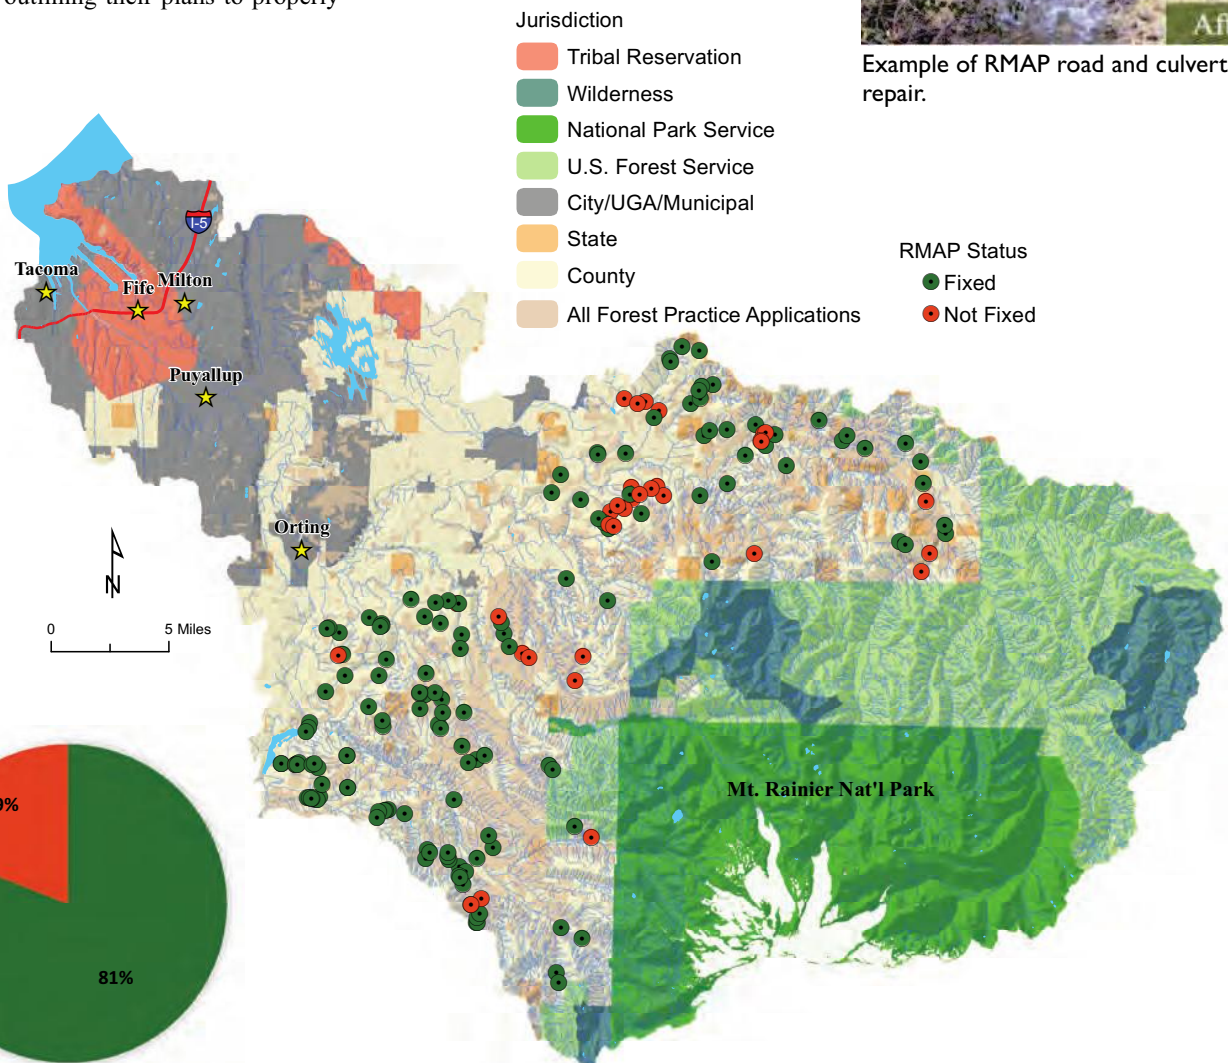 outlining their plans to properly
Jurisdiction
Tribal Reservation
Wilderness
National Park Service
U.S. Forest Service
City/UGA/Municipal
State
County
All Forest Practice Applications
Example of RMAP road and culvert
repair.
RMAP Status
Fixed
Not Fixed
I-5
Tacoma
Fife
Milton
Puyallup
Orting
N
0
5 Miles
Mt. Rainier Nat'l Park
81%